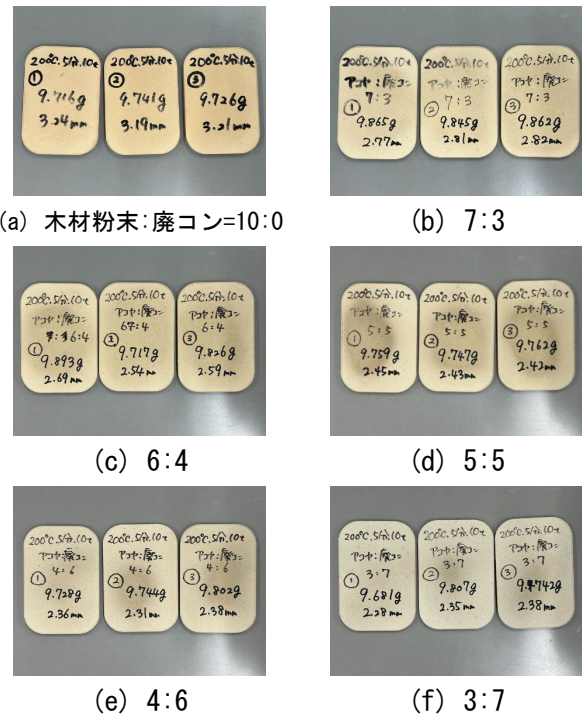 200℃.5分.10t
①
9.716g
3.24mm
200℃.5分.10t
②
9.741g
3.19mm
200℃.5分.10t
③
9.726g
3.21mm
(a) 木材粉末:廃コン=10:0
200℃.5分.10t
アコヤ:廃コン
7:3
①
9.865g
2.77mm
200℃.5分.10t
アコヤ:廃コン
7:3
②
9.845g
2.81mm
200℃.5分.10t
アコヤ:廃コン
7:3
③
9.862g
2.82mm
(b) 7:3
200℃.5分.10t
アコヤ:廃コン
6:4
①
9.893g
2.69mm
200℃.5分.10t
アコヤ:廃コン
6:4
②
9.717g
2.54mm
200℃.5分.10t
アコヤ:廃コン
6:4
③
9.826g
2.59mm
(c) 6:4
200℃.5分.10t
アコヤ:廃コン
5:5
①
9.759g
2.45mm
200℃.5分.10t
アコヤ:廃コン
5:5
②
9.747g
2.43mm
200℃.5分.10t
アコヤ:廃コン
5:5
③
9.762g
2.42mm
(d) 5:5
200℃.5分.10t
アコヤ:廃コン
4:6
①
9.728g
2.36mm
200℃.5分.10t
アコヤ:廃コン
4:6
②
9.744g
2.31mm
200℃.5分.10t
アコヤ:廃コン
4:6
③
9.802g
2.38mm
(e) 4:6
200℃.5分.10t
アコヤ:廃コン
3:7
①
9.681g
2.28mm
200℃.5分.10t
アコヤ:廃コン
3:7
②
9.807g
2.35mm
200℃.5分.10t
アコヤ:廃コン
3:7
③
9.742g
2.38mm
(f) 3:7